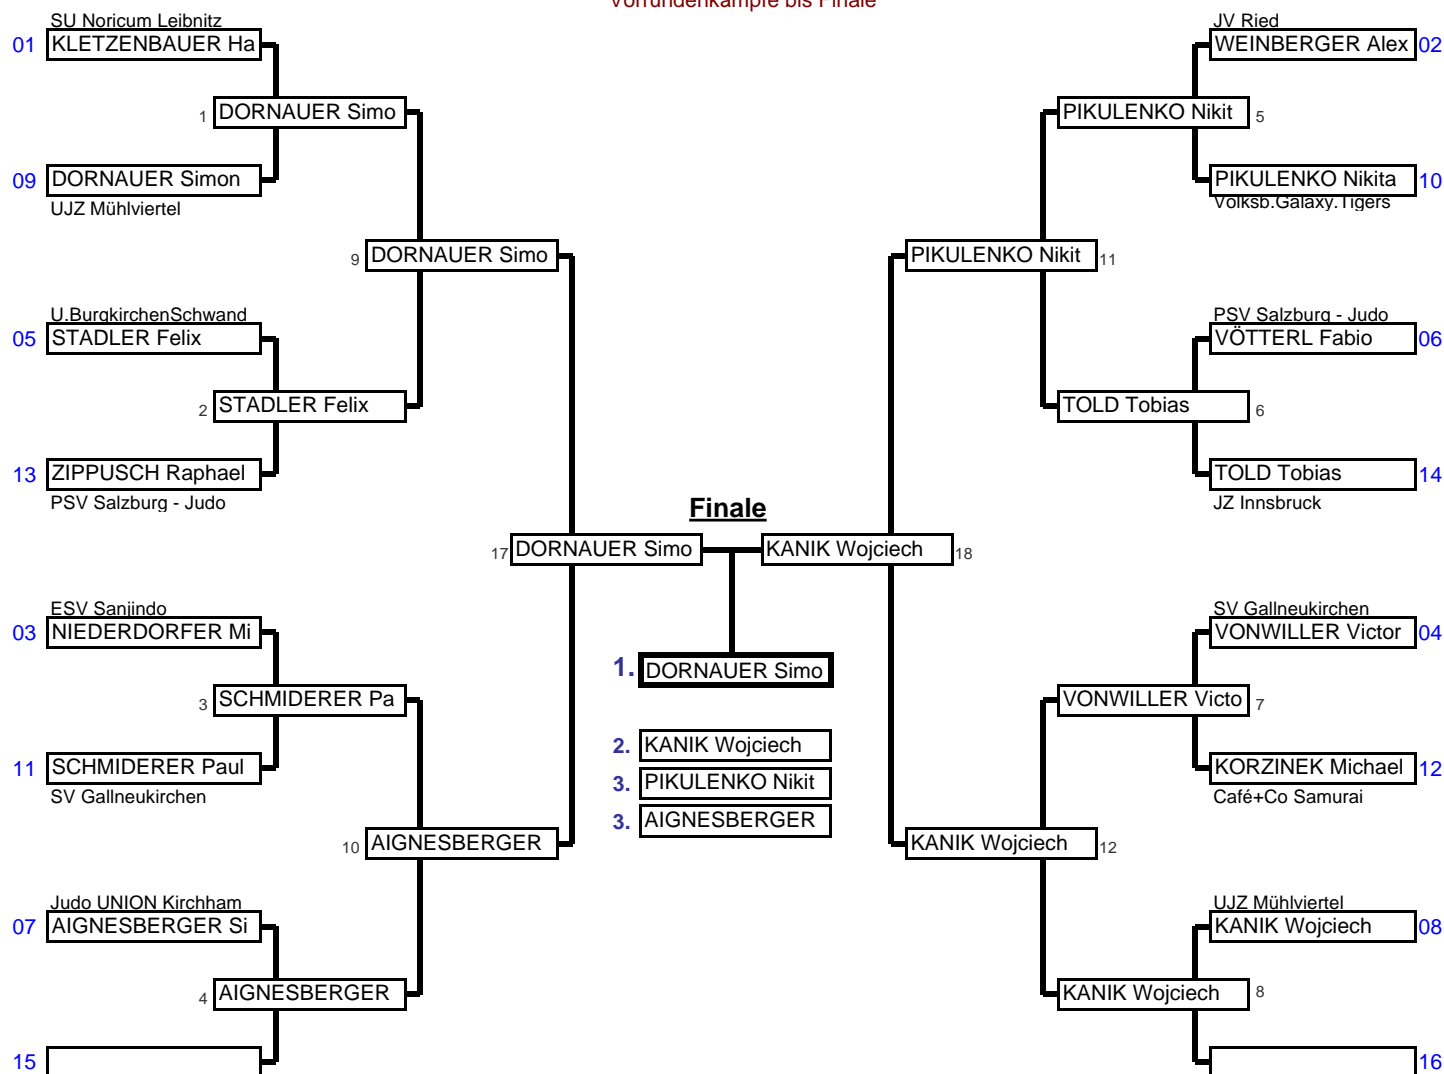 Vorrundenkämpfe bis Finale
SU Noricum Leibnitz
01 KLETZENBAUER Ha
1 DORNAUER Simo
09 DORNAUER Simon
UJZ Mühlviertel
9 DORNAUER Simo
U.BurgkirchenSchwand
05 STADLER Felix
2 STADLER Felix
13 ZIPPUSCH Raphael
PSV Salzburg - Judo
17 DORNAUER Simo
ESV Sanjindo
03 NIEDERDORFER Mi
3 SCHMIDERER Pa
11 SCHMIDERER Paul
SV Gallneukirchen
10 AIGNESBERGER
Judo UNION Kirchham
07 AIGNESBERGER Si
4 AIGNESBERGER
15
Finale
1. DORNAUER Simo
2. KANIK Wojciech
3. PIKULENKO Nikit
3. AIGNESBERGER
JV Ried
WEINBERGER Alex 02
PIKULENKO Nikit 5
PIKULENKO Nikita 10
Volksb.Galaxy.Tigers
PIKULENKO Nikit 11
PSV Salzburg - Judo
VÖTTERL Fabio 06
TOLD Tobias 6
TOLD Tobias 14
JZ Innsbruck
KANIK Wojciech 18
SV Gallneukirchen
VONWILLER Victor 04
VONWILLER Victo 7
KORZINEK Michael 12
Café+Co Samurai
KANIK Wojciech 12
UJZ Mühlviertel
KANIK Wojciech 08
KANIK Wojciech 8
16